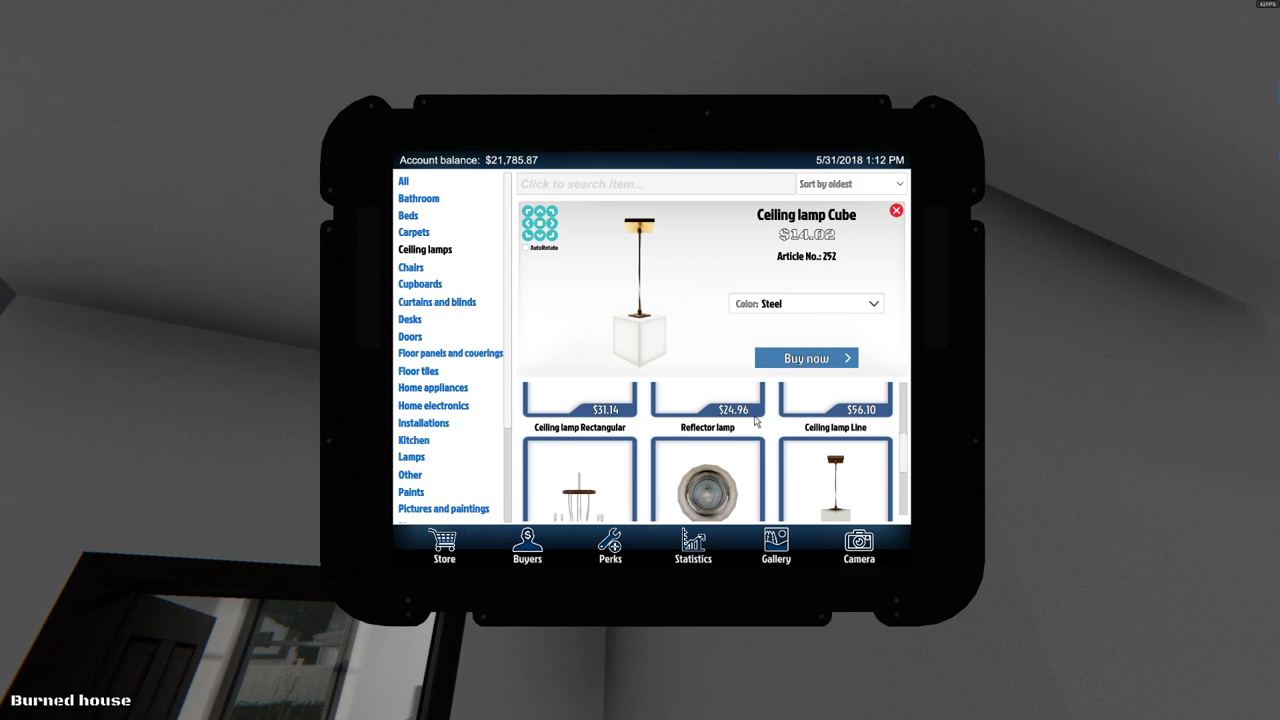 42FPS
Account balance: $21,785.87
5/31/2018 1:12 PM
All
Bathroom
Beds
Carpets
Ceiling lamps
Chairs
Cupboards
Curtains and blinds
Desks
Doors
Floor panels and coverings
Floor tiles
Home appliances
Home electronics
Installations
Kitchen
Lamps
Other
Paints
Pictures and paintings
Click to search item...
Sort by oldest
AutoRotate
Ceiling lamp Cube
$14.02
Article No.: 252
Color: Steel
Buy now
$31.14
$24.96
$56.10
Ceiling lamp Rectangular
Reflector lamp
Ceiling lamp Line
Store
Buyers
Perks
Statistics
Gallery
Camera
Burned house